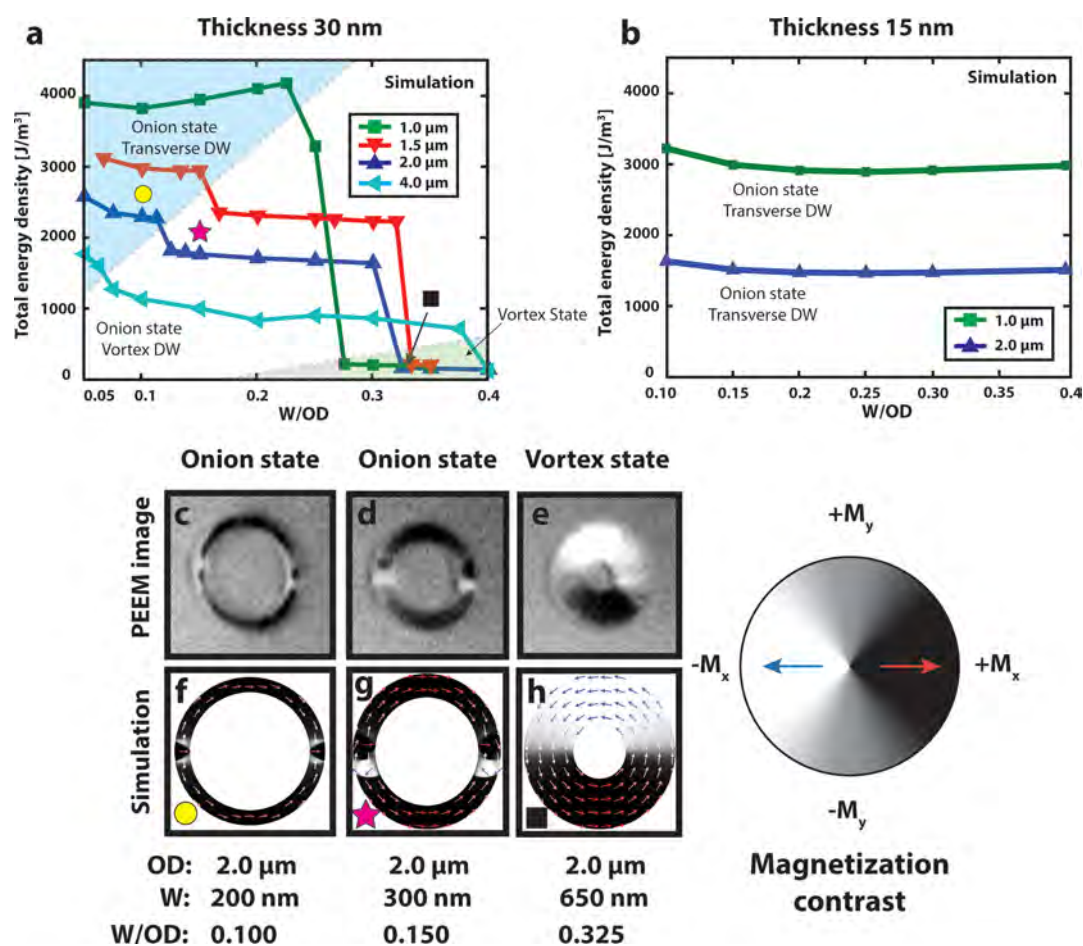 a
Thickness 30 nm
Total energy density [J/m³]
4000
3000
2000
1000
0
0.05
0.1
0.2
0.3
0.4
W/OD
Simulation
Onion state
Transverse DW
1.0 μm
1.5 μm
2.0 μm
4.0 μm
Onion state
Vortex DW
Vortex State
b
Thickness 15 nm
Total energy density [J/m³]
4000
3000
2000
1000
0
0.10
0.15
0.20
0.25
0.30
0.35
0.4
W/OD
Simulation
Onion state
Transverse DW
Onion state
Transverse DW
1.0 μm
2.0 μm
Onion state
Onion state
Vortex state
PEEM image
c
d
e
Simulation
f
g
h
OD: 2.0 μm 2.0 μm 2.0 μm
W: 200 nm 300 nm 650 nm
W/OD: 0.100 0.150 0.325
+My
-Mx
+Mx
-My
Magnetization
contrast